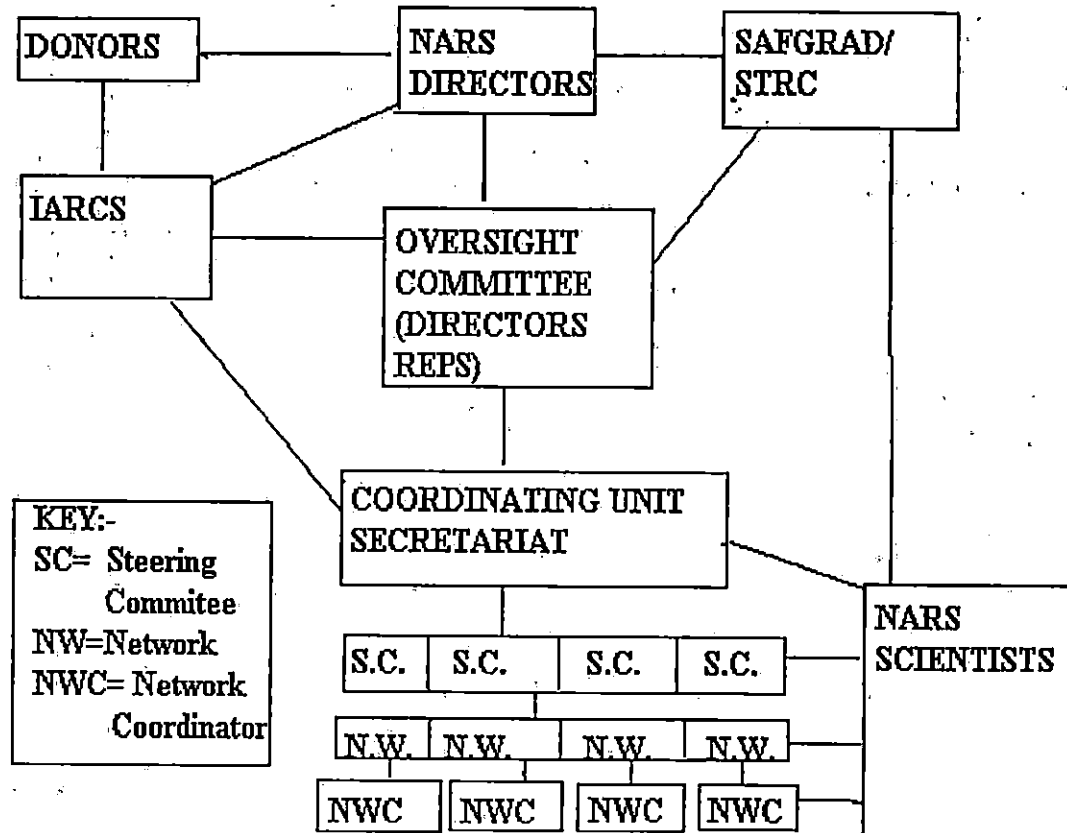 DONORS
NARS
DIRECTORS
SAFGRAD/
STRC
IARCS
OVERSIGHT
COMMITTEE
(DIRECTORS
REPS)
COORDINATING UNIT
SECRETARIAT
KEY:-
SC= Steering
Commitee
NW=Network
NWC= Network
Coordinator
NARS
SCIENTISTS
S.C. S.C. S.C. S.C.
N.W. N.W. N.W. N.W.
NWC NWC NWC NWC